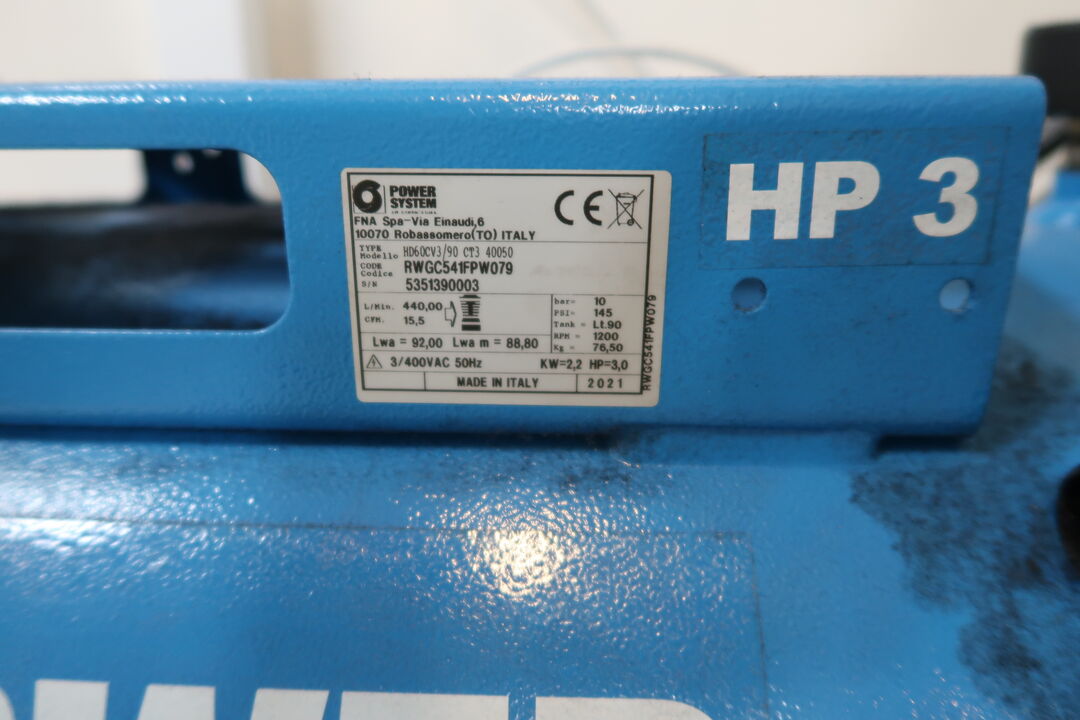 POWER
SYSTEM
FNA Spa-Via Einaudi,6
10070 Robassomero(TO) ITALY
CE
TYPE
Modello HD60CV3/90 CT3 40050
CODE
Codice RWGC541FPW079
S/N 5351390003
L/Min. 440,00
CFM. 15,5
bar= 10
PSI= 145
Tank = Lt.90
RPM = 1200
Kg = 76,50
Lwa = 92,00 Lwa m = 88,80
3/400VAC 50Hz KW=2,2 HP=3,0
MADE IN ITALY 2021
RWGC541FPW079
HP 3